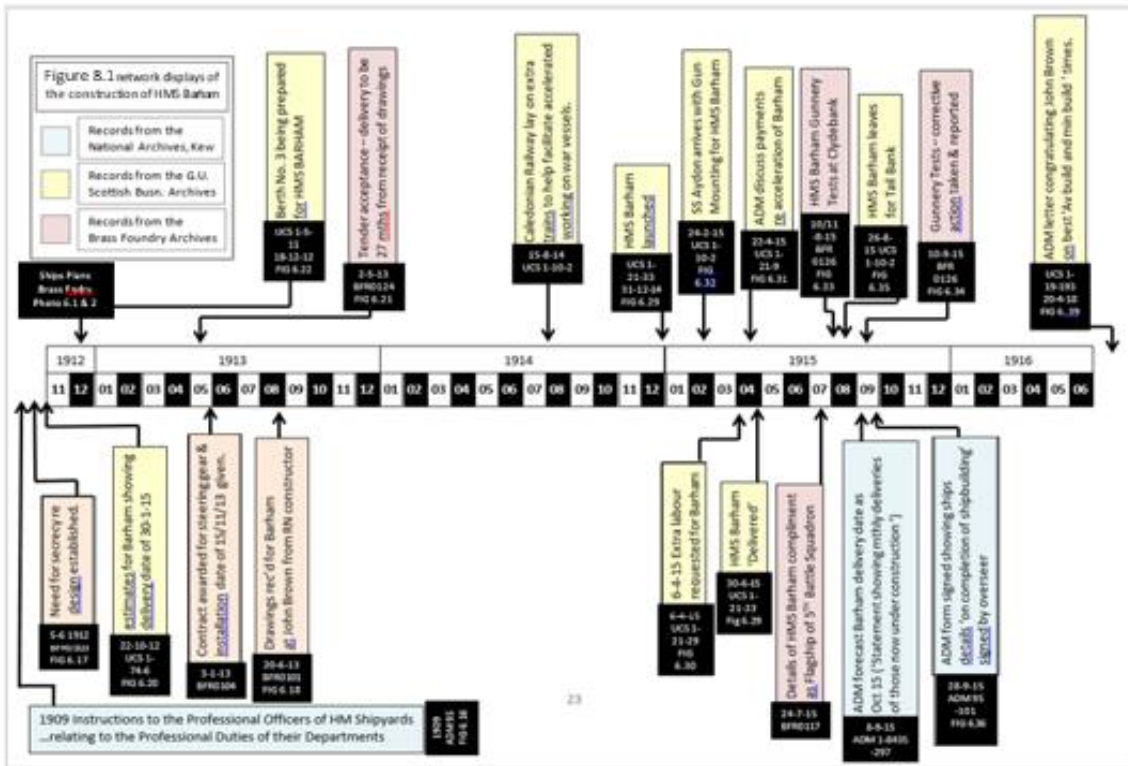 Figure 8.1 network displays of
the construction of HMS Barham
Records from the
National Archives, Kew
Records from the G.U.
Scottish Busn. Archives
Records from the
Brass Foundry Archives
Ships Plans
Brass
Photo 6.1 & 2
Berth No. 3 being prepared
for HMS BARHAM
UCS 1-5-
11
18-12-12
FIG 6.22
Tender acceptance – delivery to be
27 mths from receipt of drawings
2-5-13
BFR0124
FIG 6.21
Caledonian Railway lay on extra
trains to help facilitate accelerated
working on war vessels.
15-8-14
UCS 1-10-2
HMS Barham
launched
UCS 1-
21-33
31-12-14
FIG 6.29
SS Aydon arrives with Gun
Mounting for HMS Barham
24-2-15
UCS 1-
10-2
FIG
6.32
ADM discuss payments
re acceleration of Barham
22-4-15
UCS 1-
21-9
FIG 6.31
HMS Barham Gunnery
Tests at Clydebank
10/11
-8-15
BFR
0126
FIG
6.33
HMS Barham leaves
for Tail Bank
26-8-
15 UCS
1-10-2
FIG
6.35
Gunnery Tests – corrective
action taken & reported
10-9-15
BFR
0126
FIG 6.34
ADM letter congratulating John Brown
on best 'Av build and min build ' times.
UCS 1-
19-193
20-4-18
1912 1913 1914 1915 1916
11 12 01 02 03 04 05 06 07 08 09 10 11 12 01 02 03 04 05 06 07 08 09 10 11 12 01 02 03 04 05 06 07 08 09 10 11 12 01 02 03 04 05 06
Need for secrecy re
design established.
5-6 1912
FIG 6.17
estimates for Barham showing
delivery date of 30-1-15
22-10-12
UCS 1-
74-6
FIG 6.20
Contract awarded for steering gear &
installation date of 15/11/13 given.
3-1-13
BFR0104
Drawings rec'd for Barham
at John Brown from RN constructor
20-6-13
BFR0101
FIG 6.18
6-4-15 Extra labour
requested for Barham
6-4-15
UCS 1-
21-29
FIG
6.30
HMS Barham
'Delivered'
30-6-15
UCS 1-
21-33
Fig 6.29
Details of HMS Barham compliment
as Flagship of 5th Battle Squadron
24-7-15
BFR0117
ADM forecast Barham delivery date as
Oct 15 ('Statement showing mthly deliveries
of those now under construction ')
8-9-15
ADM 1-8435
-297
ADM form signed showing ships
details 'on completion of shipbuilding'
signed by overseer
28-9-15
ADM 95
-101
FIG 6.36
1909 Instructions to the Professional Officers of HM Shipyards
...relating to the Professional Duties of their Departments
1909
ADM 95
FIG 6.16
23